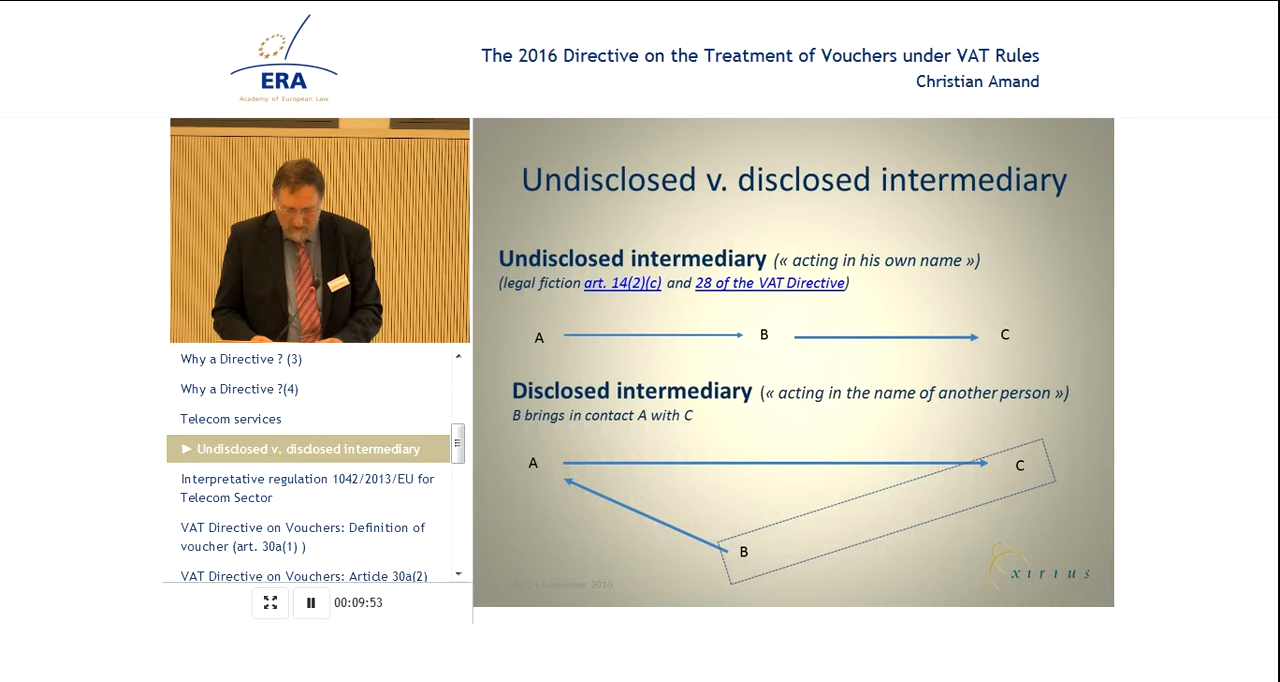 ERA
Academy of European Law
The 2016 Directive on the Treatment of Vouchers under VAT Rules
Christian Amand
Why a Directive ? (3)
Why a Directive ?(4)
Telecom services
► Undisclosed v. disclosed intermediary
Interpretative regulation 1042/2013/EU for
Telecom Sector
VAT Directive on Vouchers: Definition of
voucher (art. 30a(1) )
VAT Directive on Vouchers: Article 30a(2)
00:09:53
Undisclosed v. disclosed intermediary
Undisclosed intermediary (« acting in his own name »)
(legal fiction art. 14(2)(c) and 28 of the VAT Directive)
A B C
Disclosed intermediary (« acting in the name of another person »)
B brings in contact A with C
A C
B
24 November 2016
xirius